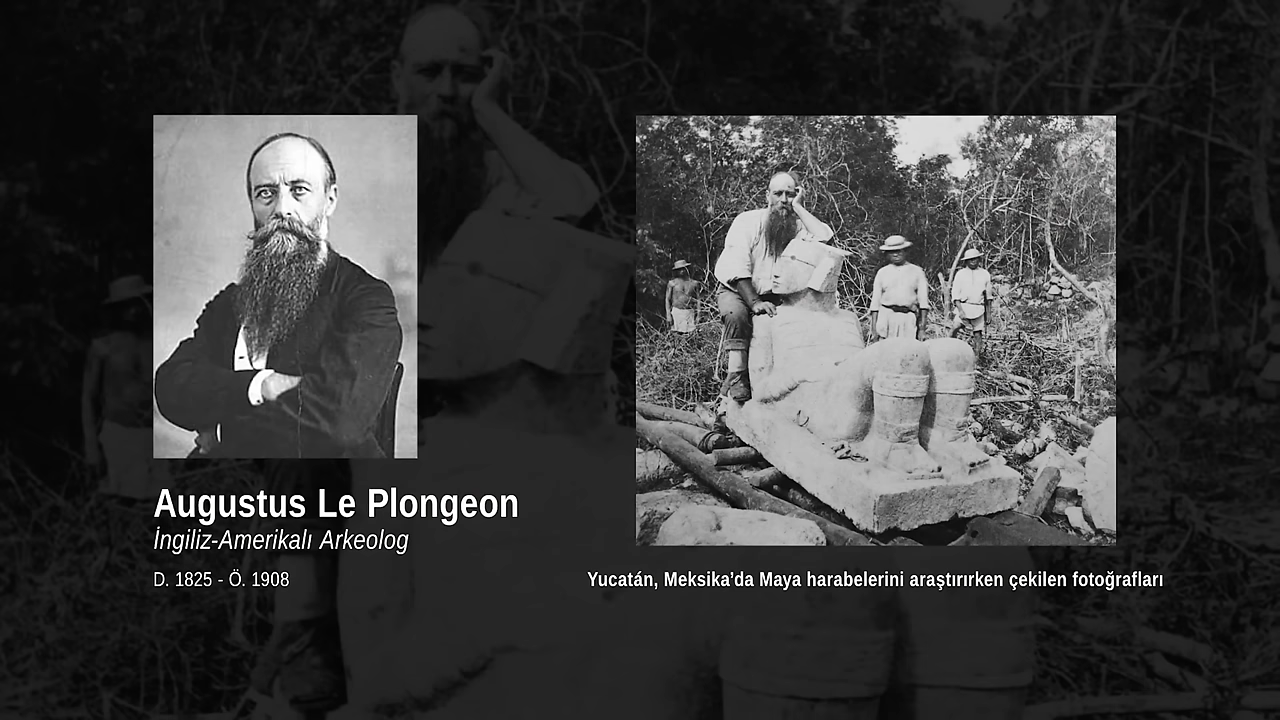 Augustus Le Plongeon
İngiliz-Amerikalı Arkeolog
D. 1825 - Ö. 1908
Yucatán, Meksika'da Maya harabelerini araştırırken çekilen fotoğrafları